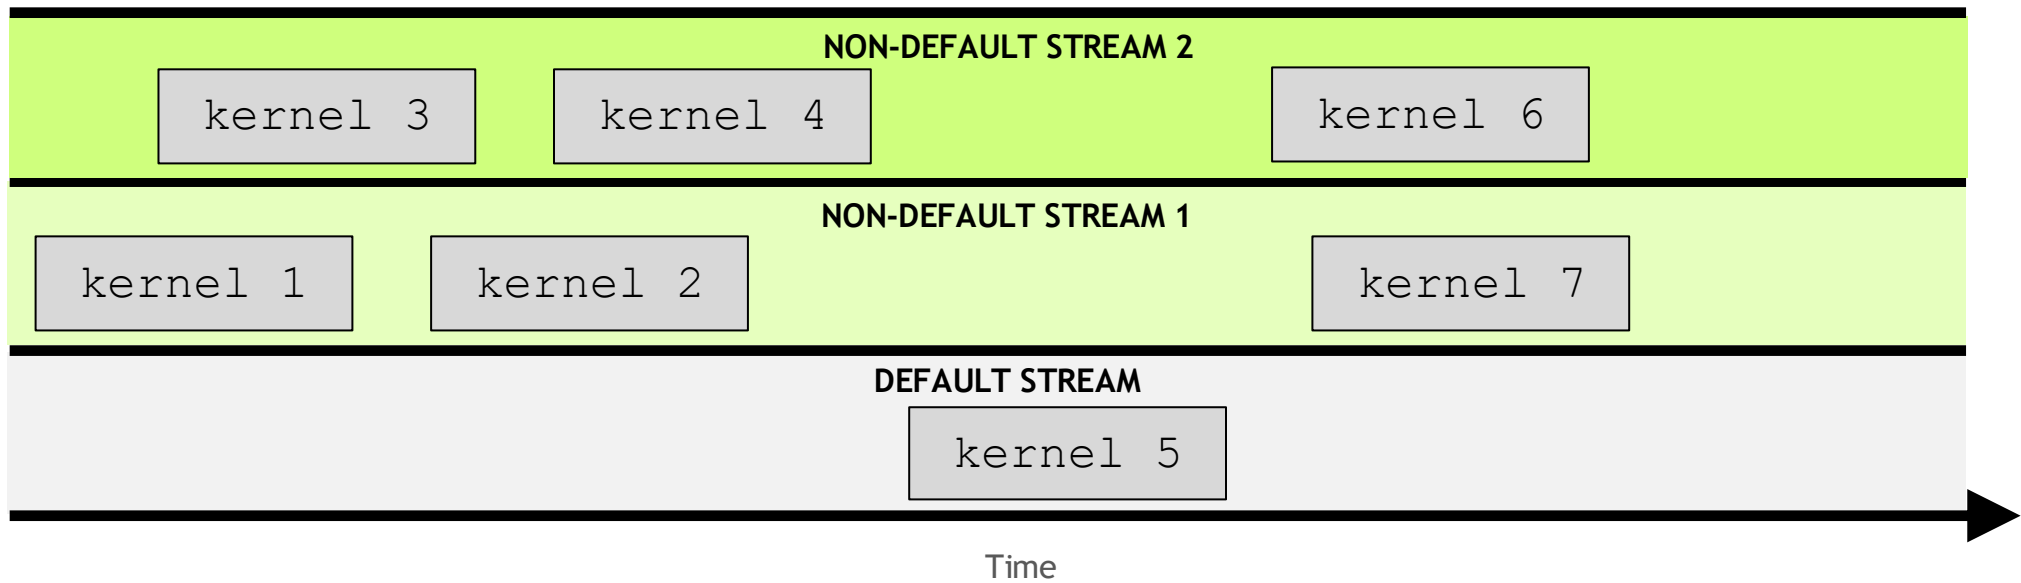 NON-DEFAULT STREAM 2
kernel 3 kernel 4 kernel 6
NON-DEFAULT STREAM 1
kernel 1 kernel 2 kernel 7
DEFAULT STREAM
kernel 5
Time